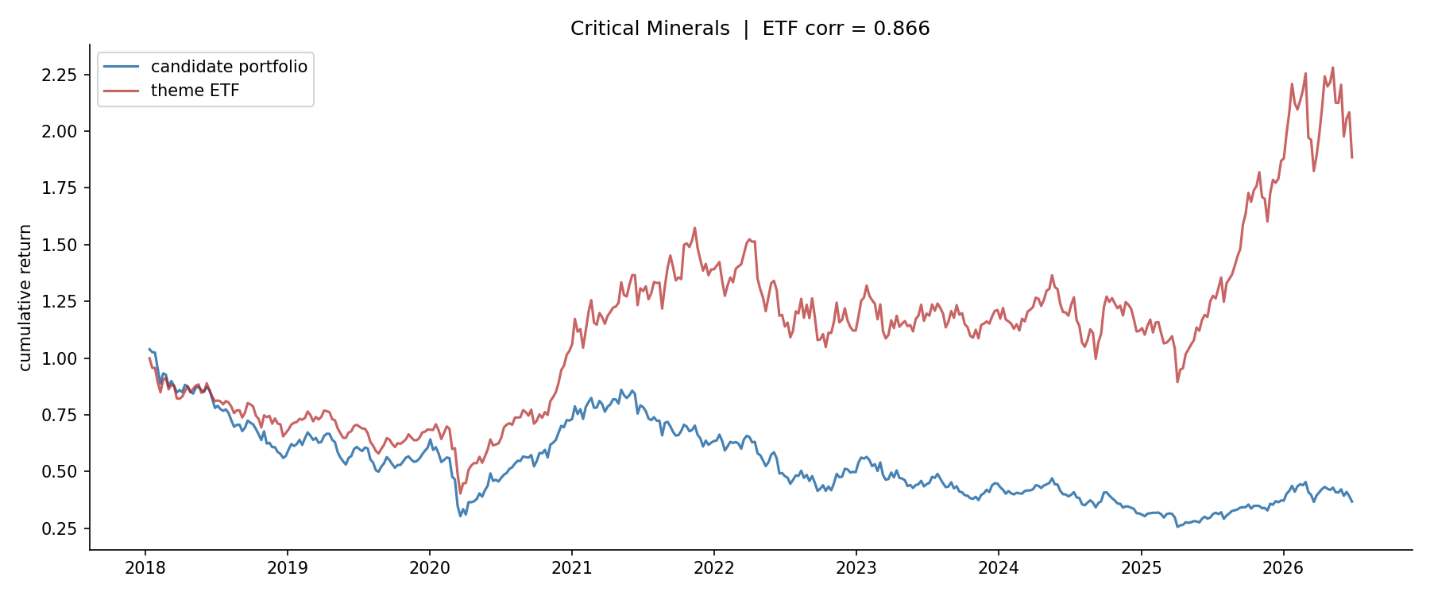 Critical Minerals | ETF corr = 0.866
candidate portfolio
theme ETF
cumulative return
2.25
2.00
1.75
1.50
1.25
1.00
0.75
0.50
0.25
2018 2019 2020 2021 2022 2023 2024 2025 2026